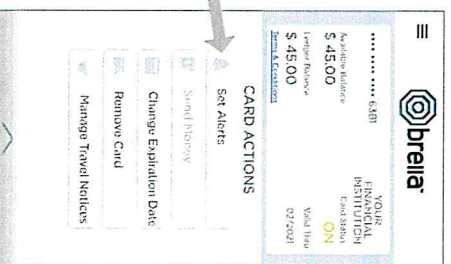 brella
•••• •••• •••• 6381
YOUR
FINANCIAL
INSTITUTION
Available Balance
$ 45.00
Card Status
ON
Ledger Balance
$ 45.00
Valid Thru
02/2021
Terms & Conditions
CARD ACTIONS
Set Alerts
Send Money
Change Expiration Date
Remove Card
Manage Travel Notices